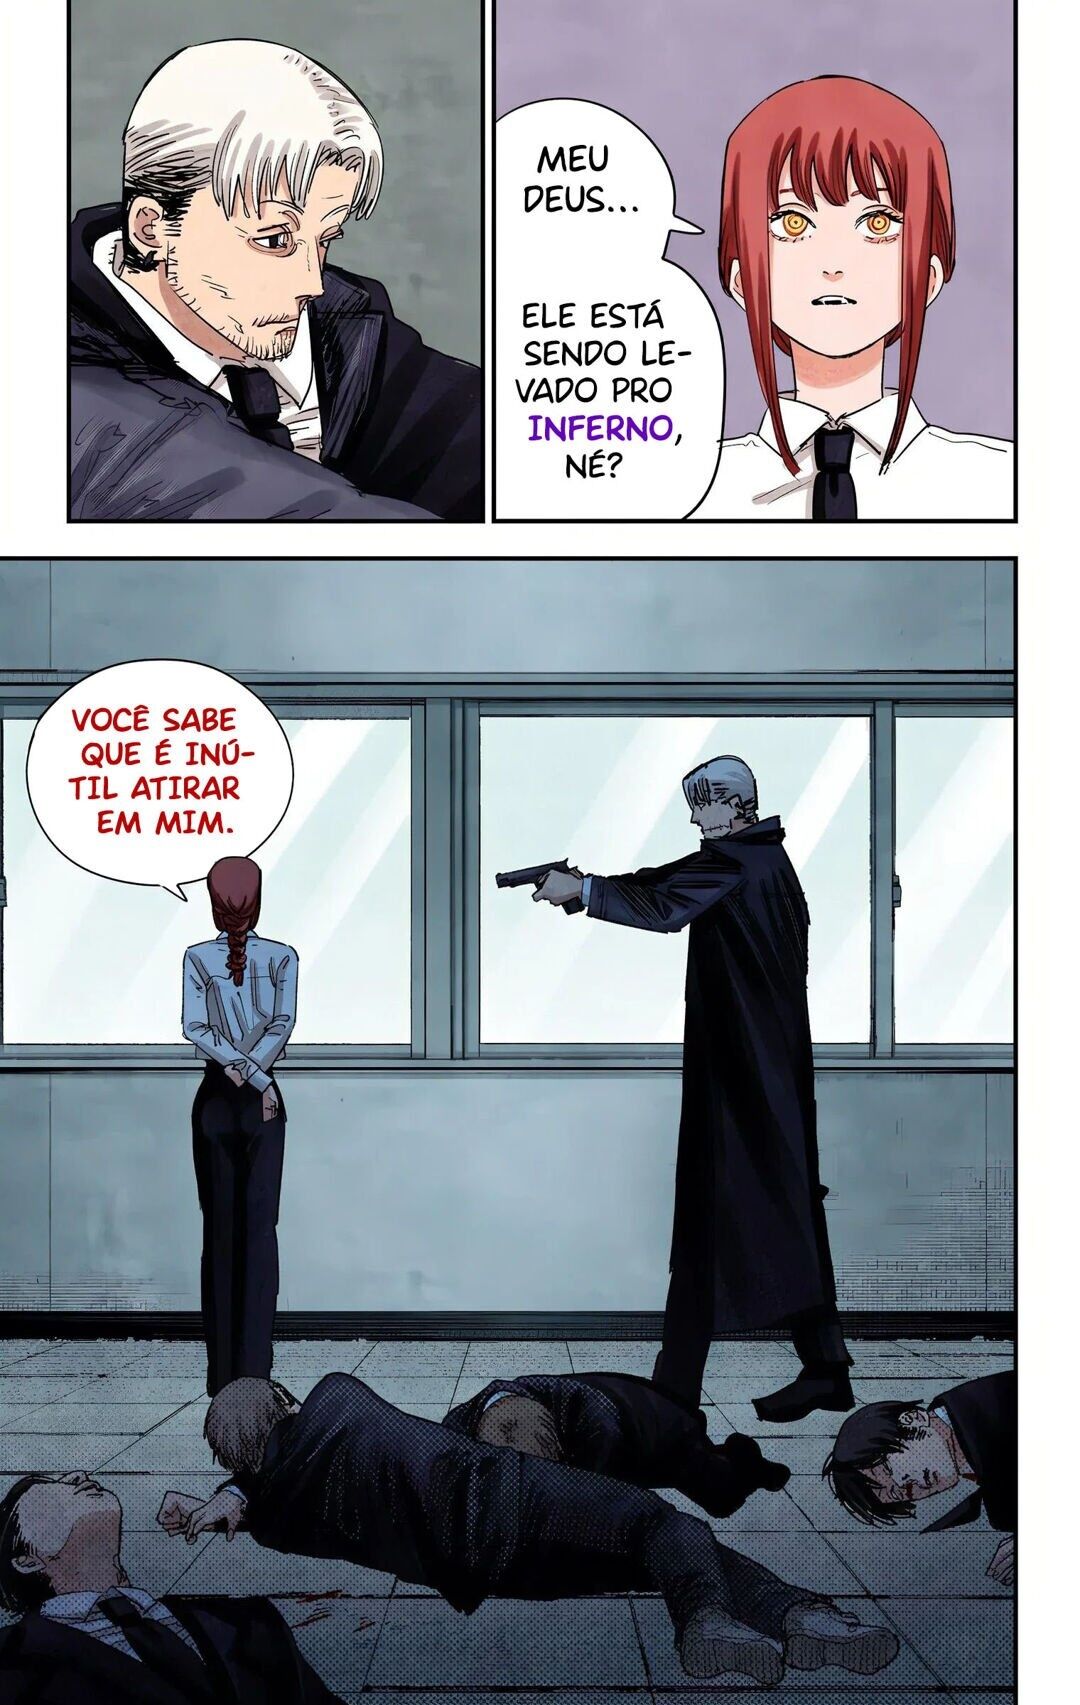 MEU
DEUS...
ELE ESTÁ
SENDO LE-
VADO PRO
INFERNO,
NÉ?
VOCÊ SABE
QUE É INÚ-
TIL ATIRAR
EM MIM.